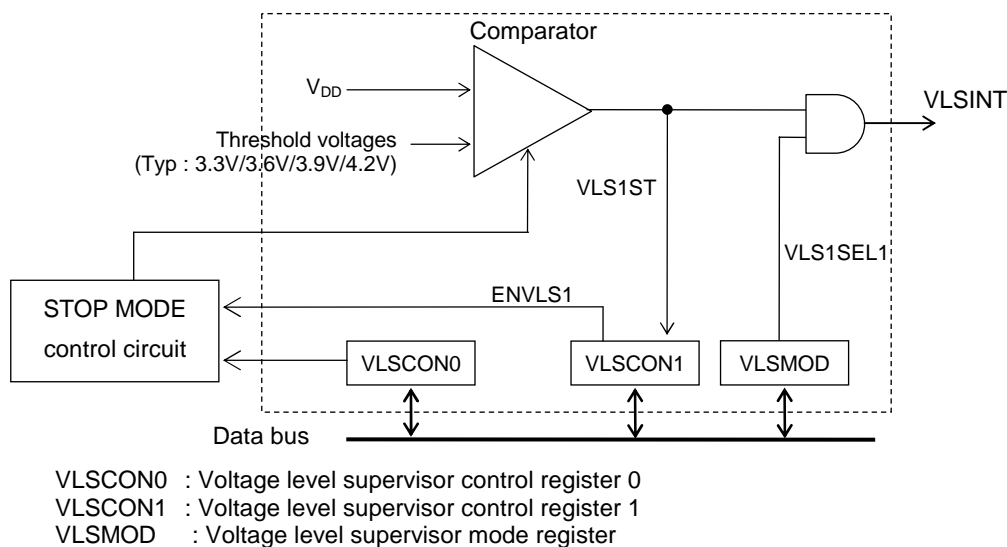 Comparator
VDD
VLSINT
Threshold voltages
(Typ : 3.3V/3.6V/3.9V/4.2V)
VLS1ST
VLS1SEL1
STOP MODE
control circuit
ENVLS1
VLSCON0
VLSCON1
VLSMOD
Data bus
VLSCON0 : Voltage level supervisor control register 0
VLSCON1 : Voltage level supervisor control register 1
VLSMOD : Voltage level supervisor mode register